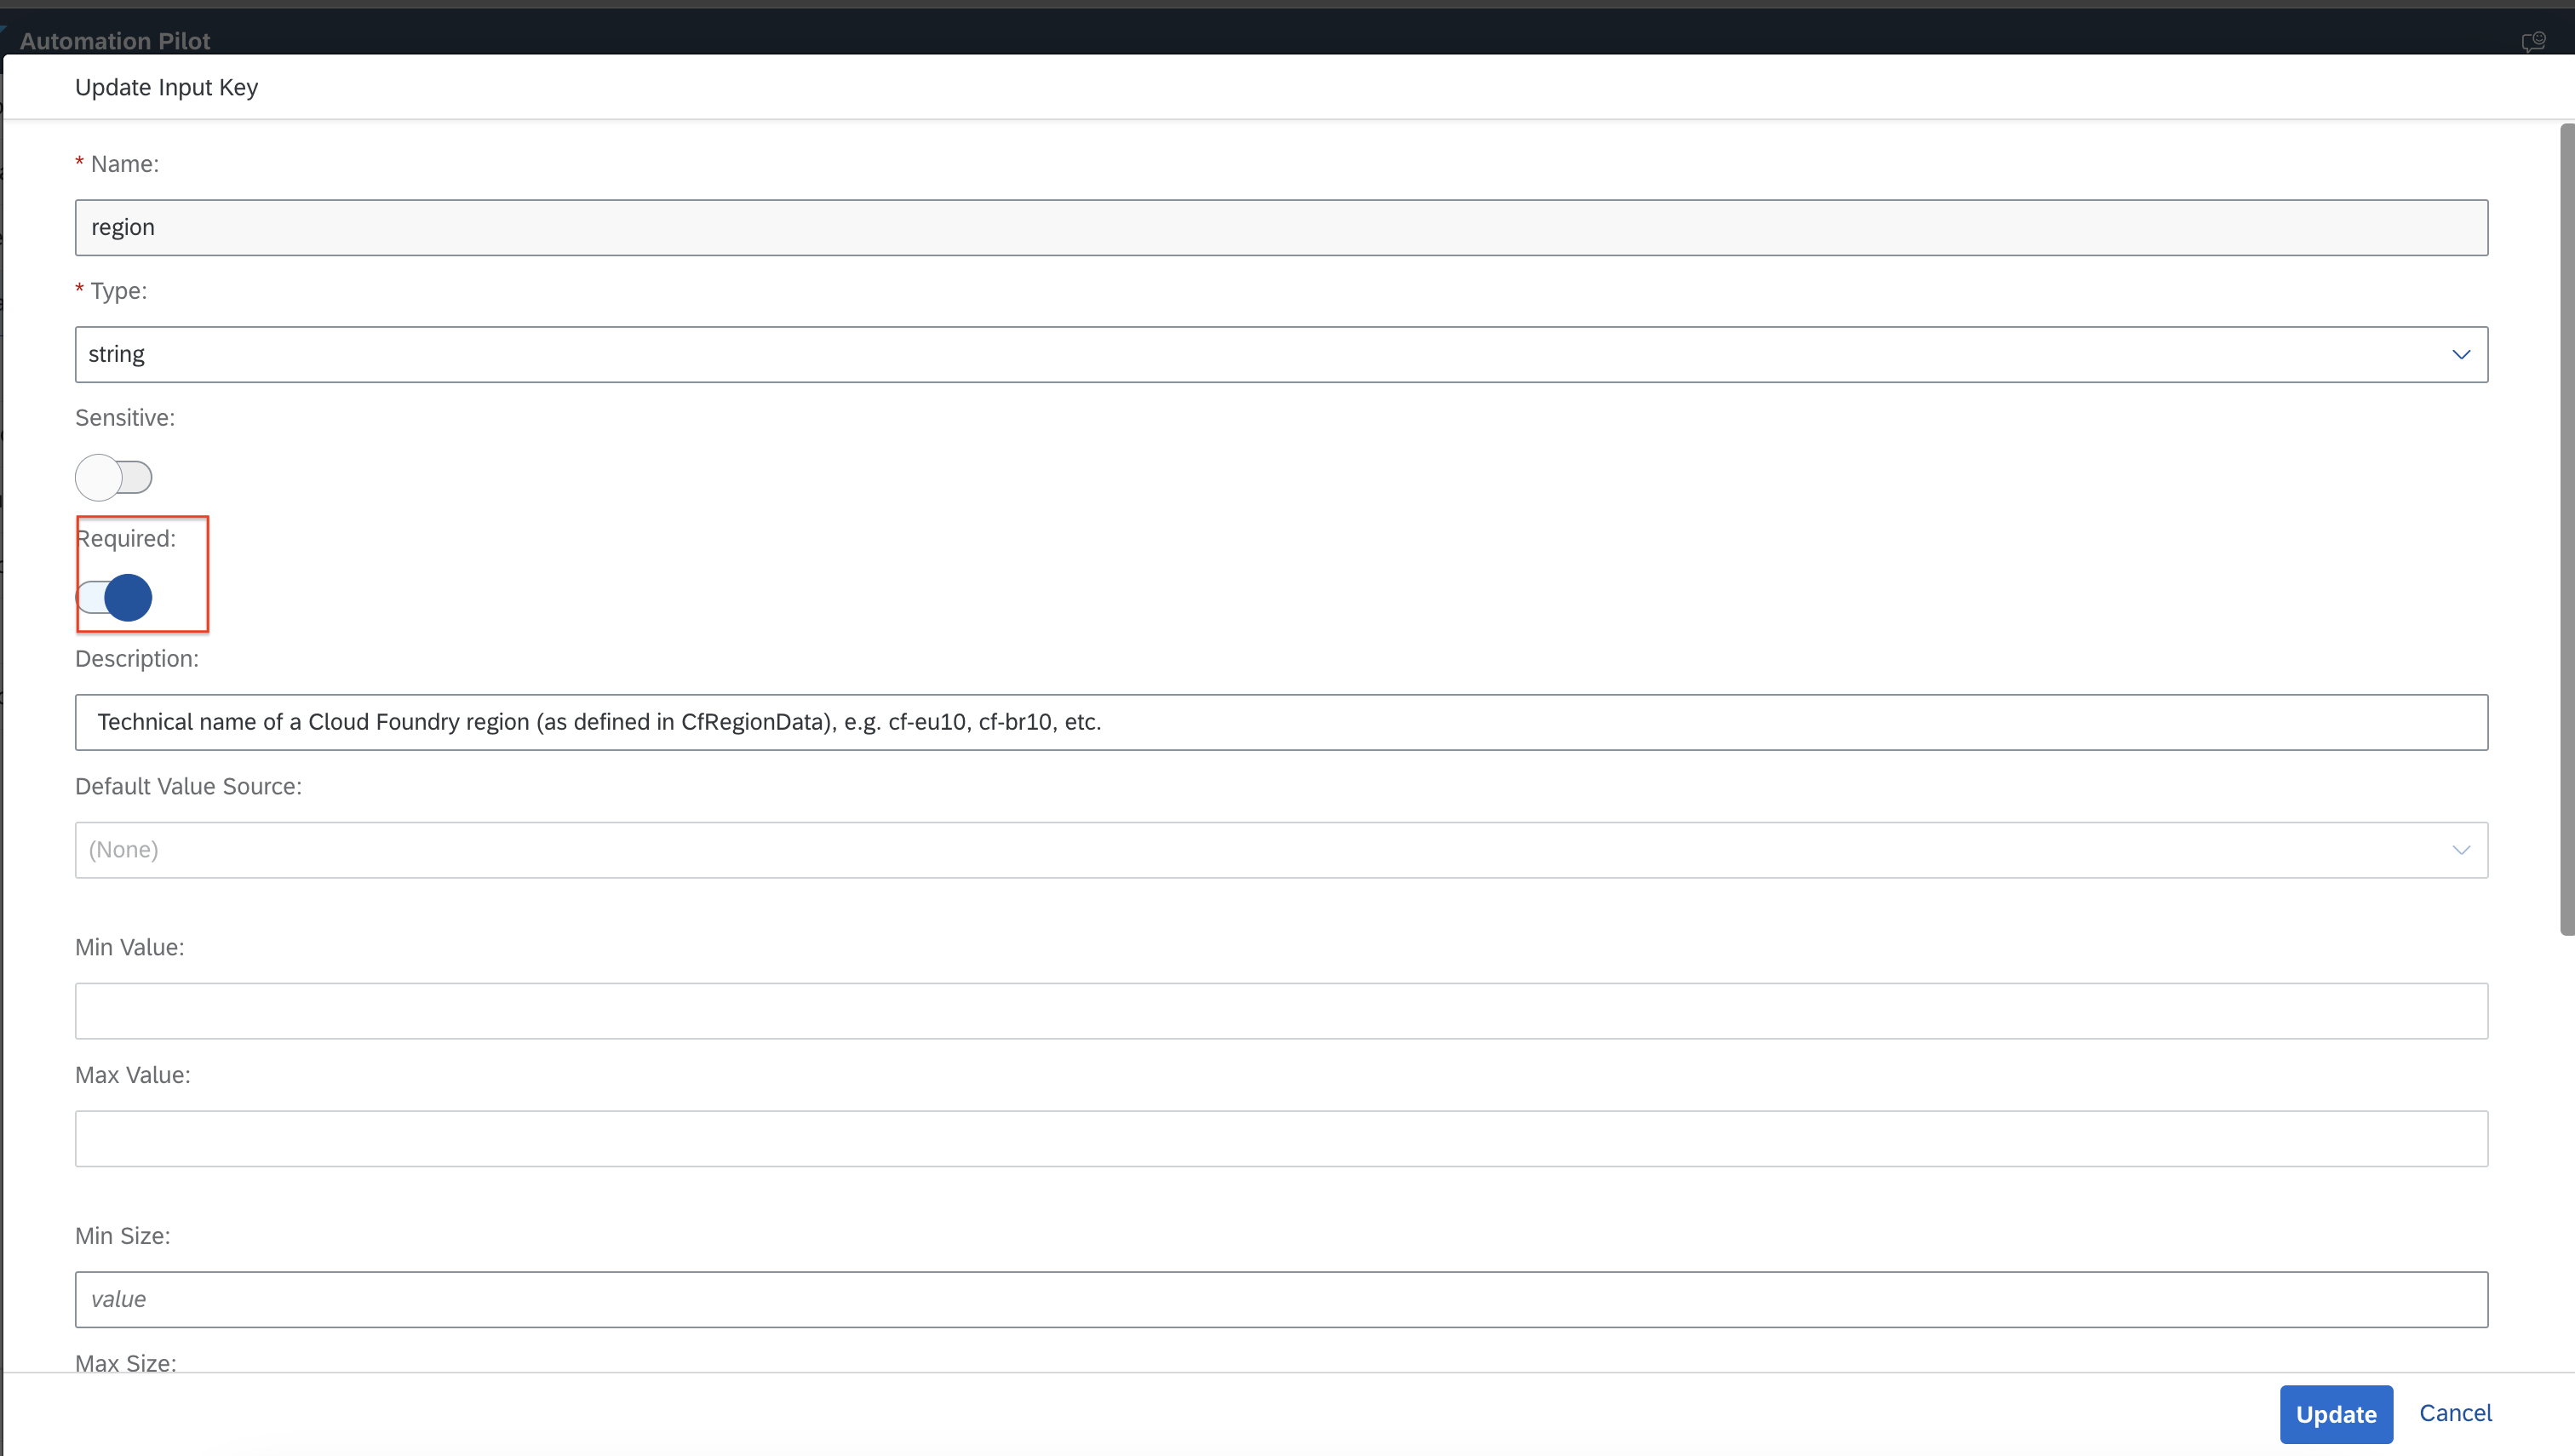 Automation Pilot
Update Input Key
* Name:
region
* Type:
string
Sensitive:
Required:
Description:
Technical name of a Cloud Foundry region (as defined in CfRegionData), e.g. cf-eu10, cf-br10, etc.
Default Value Source:
(None)
Min Value:
Max Value:
Min Size:
value
Max Size:
Update Cancel